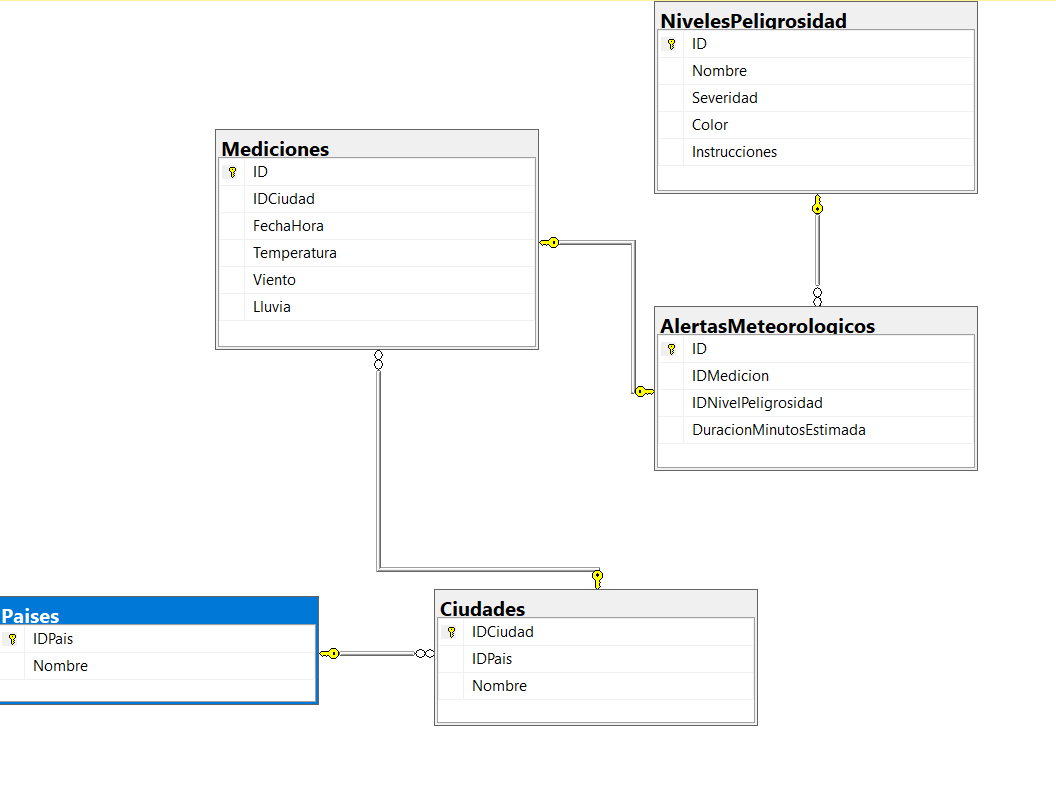 NivelesPeligrosidad
ID
Nombre
Severidad
Color
Instrucciones
Mediciones
ID
IDCiudad
FechaHora
Temperatura
Viento
Lluvia
AlertasMeteorologicos
ID
IDMedicion
IDNivelPeligrosidad
DuracionMinutosEstimada
Paises
IDPais
Nombre
Ciudades
IDCiudad
IDPais
Nombre